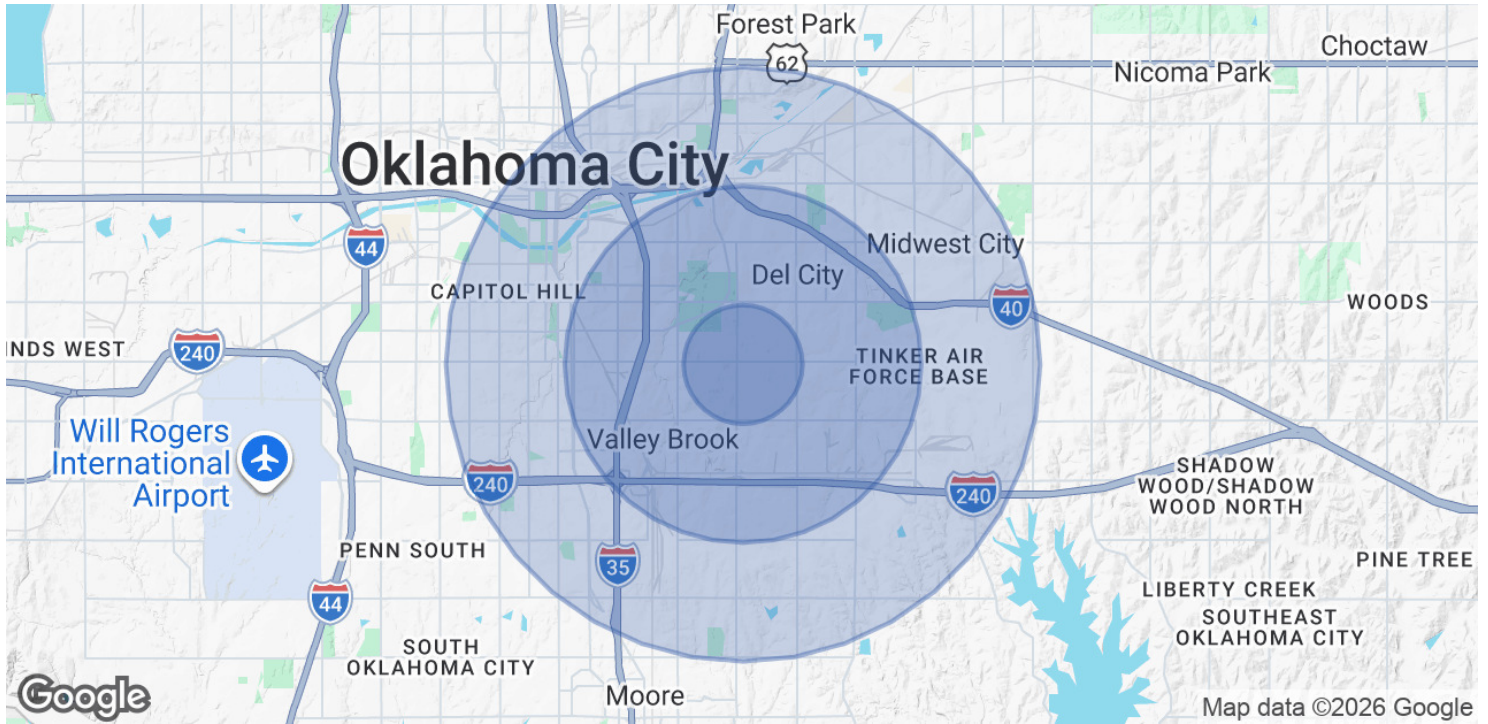 Forest Park
62
Choctaw
Nicoma Park
Oklahoma City
44
Midwest City
Del City
CAPITOL HILL
40
WOODS
INDS WEST
240
TINKER AIR
FORCE BASE
Valley Brook
Will Rogers
International
Airport
240
240
SHADOW
WOOD/SHADOW
WOOD NORTH
PENN SOUTH
35
PINE TREE
44
LIBERTY CREEK
SOUTHEAST
OKLAHOMA CITY
SOUTH
OKLAHOMA CITY
Moore
Google
Map data ©2026 Google